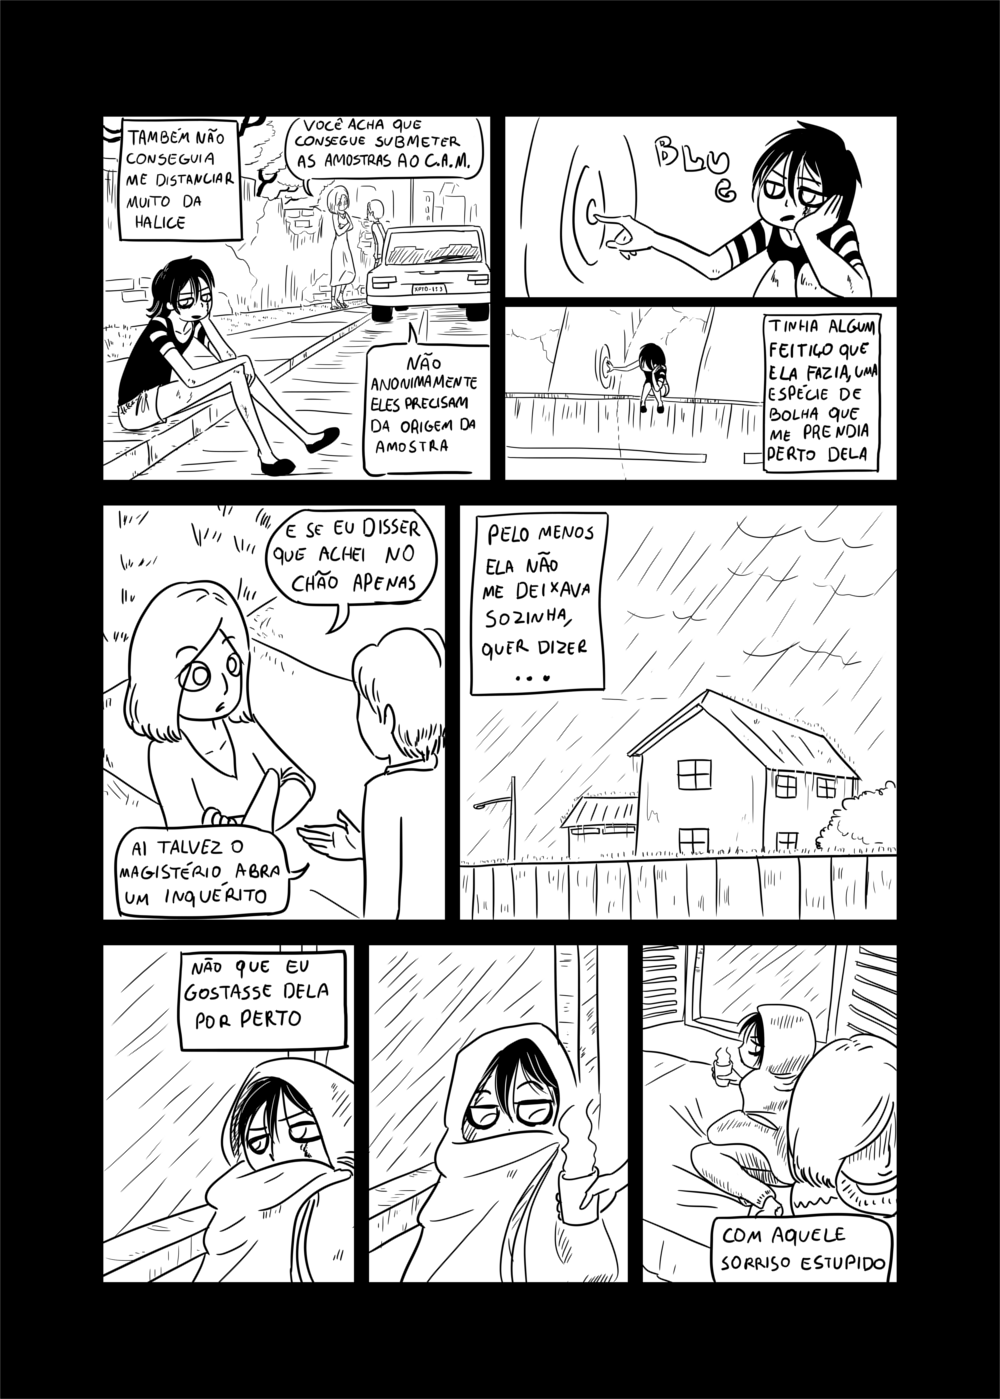 TAMBÉM NÃO
CONSEGUIA
ME DISTANCIAR
MUITO DA
HALICE
VOCÊ ACHA QUE
CONSEGUE SUBMETER
AS AMOSTRAS AO C.A.M.
NÃO
ANONIMAMENTE
ELES PRECISAM
DA ORIGEM DA
AMOSTRA
BLU
G
TINHA ALGUM
FEITIÇO QUE
ELA FAZIA, UMA
ESPÉCIE DE
BOLHA QUE
ME PRENDIA
PERTO DELA
E SE EU DISSER
QUE ACHEI NO
CHÃO APENAS
AI TALVEZ O
MAGISTÉRIO ABRA
UM INQUÉRITO
PELO MENOS
ELA NÃO
ME DEIXAVA
SOZINHA,
QUER DIZER
...
NÃO QUE EU
GOSTASSE DELA
POR PERTO
COM AQUELE
SORRISO ESTUPIDO